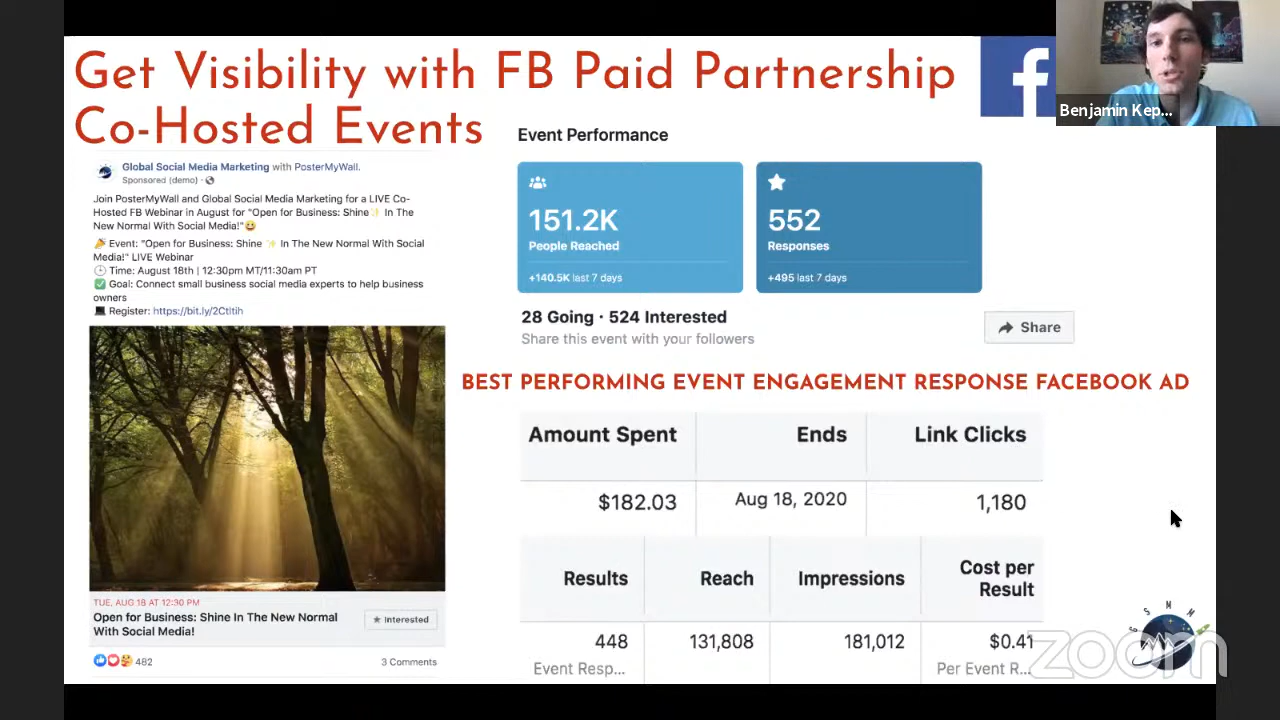 Get Visibility with FB Paid Partnership
Co-Hosted Events
Benjamin Kep...
Global Social Media Marketing with PosterMyWall.
Sponsored (demo) ·
Join PosterMyWall and Global Social Media Marketing for a LIVE Co-
Hosted FB Webinar in August for "Open for Business: Shine✨ In The
New Normal With Social Media!"😃
🎉 Event: "Open for Business: Shine ✨ In The New Normal With Social
Media!" LIVE Webinar
🕒 Time: August 18th | 12:30pm MT/11:30am PT
✅ Goal: Connect small business social media experts to help business
owners
💻 Register: https://bit.ly/2Ctltih
TUE, AUG 18 AT 12:30 PM
Open for Business: Shine In The New Normal
With Social Media!
★ Interested
482
3 Comments
Event Performance
151.2K
People Reached
+140.5K last 7 days
552
Responses
+495 last 7 days
28 Going · 524 Interested
Share this event with your followers
Share
BEST PERFORMING EVENT ENGAGEMENT RESPONSE FACEBOOK AD
Amount Spent Ends Link Clicks
$182.03 Aug 18, 2020 1,180
Results Reach Impressions Cost per
Result
448 131,808 181,012 $0.41
Event Resp... Per Event R...
G S M M
zoom